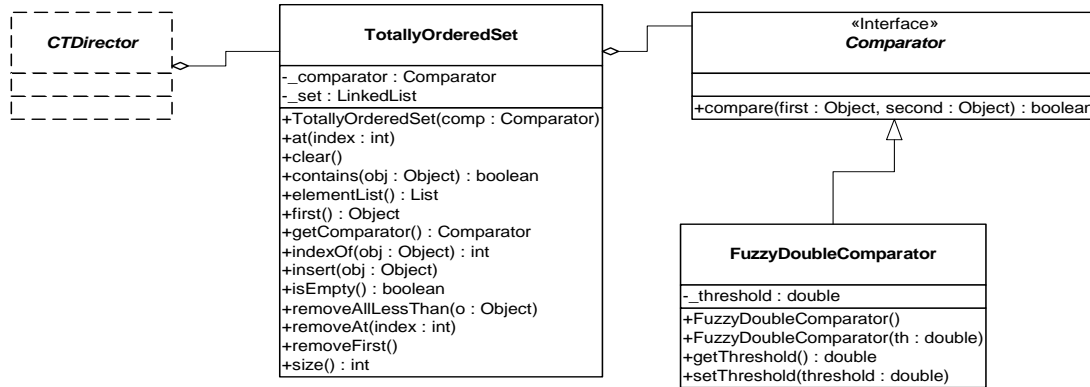 CTDirector
TotallyOrderedSet
-_comparator : Comparator
-_set : LinkedList
+TotallyOrderedSet(comp : Comparator)
+at(index : int)
+clear()
+contains(obj : Object) : boolean
+elementList() : List
+first() : Object
+getComparator() : Comparator
+indexOf(obj : Object) : int
+insert(obj : Object)
+isEmpty() : boolean
+removeAllLessThan(o : Object)
+removeAt(index : int)
+removeFirst()
+size() : int
«Interface»
Comparator
+compare(first : Object, second : Object) : boolean
FuzzyDoubleComparator
-_threshold : double
+FuzzyDoubleComparator()
+FuzzyDoubleComparator(th : double)
+getThreshold() : double
+setThreshold(threshold : double)